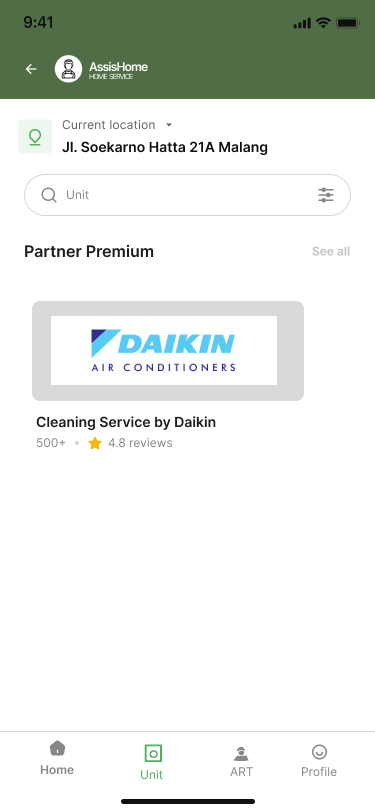 9:41
AssisHome
HOME SERVICE
Current location
Jl. Soekarno Hatta 21A Malang
Unit
Partner Premium
See all
DAIKIN
AIR CONDITIONERS
Cleaning Service by Daikin
500+ • 4.8 reviews
Home
Unit
ART
Profile